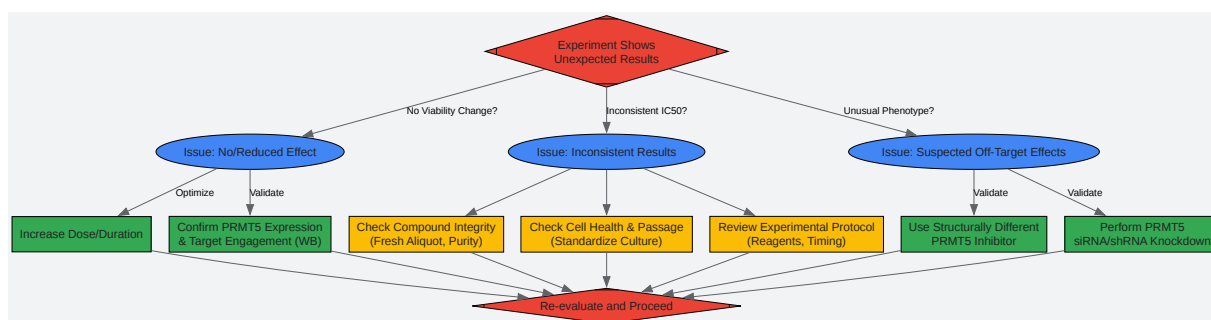 Experiment Shows
Unexpected Results
No Viability Change?
Inconsistent IC50?
Unusual Phenotype?
Issue: No/Reduced Effect
Issue: Inconsistent Results
Issue: Suspected Off-Target Effects
Optimize
Validate
Validate
Validate
Increase Dose/Duration
Confirm PRMT5 Expression
& Target Engagement (WB)
Check Compound Integrity
(Fresh Aliquot, Purity)
Check Cell Health & Passage
(Standardize Culture)
Review Experimental Protocol
(Reagents, Timing)
Use Structurally Different
PRMT5 Inhibitor
Perform PRMT5
siRNA/shRNA Knockdown
Re-evaluate and Proceed